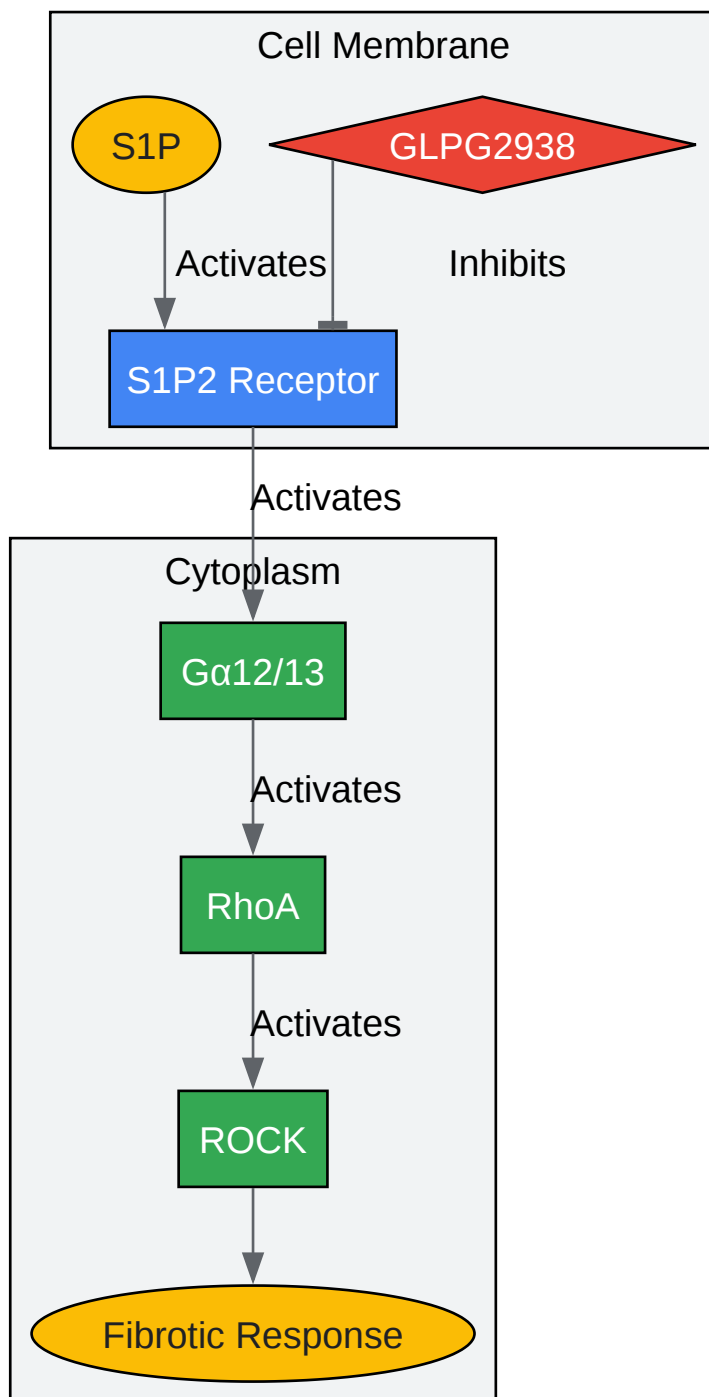 Cell Membrane
S1P
GLPG2938
Activates
Inhibits
S1P2 Receptor
Activates
Cytoplasm
Gα12/13
Activates
RhoA
Activates
ROCK
Fibrotic Response